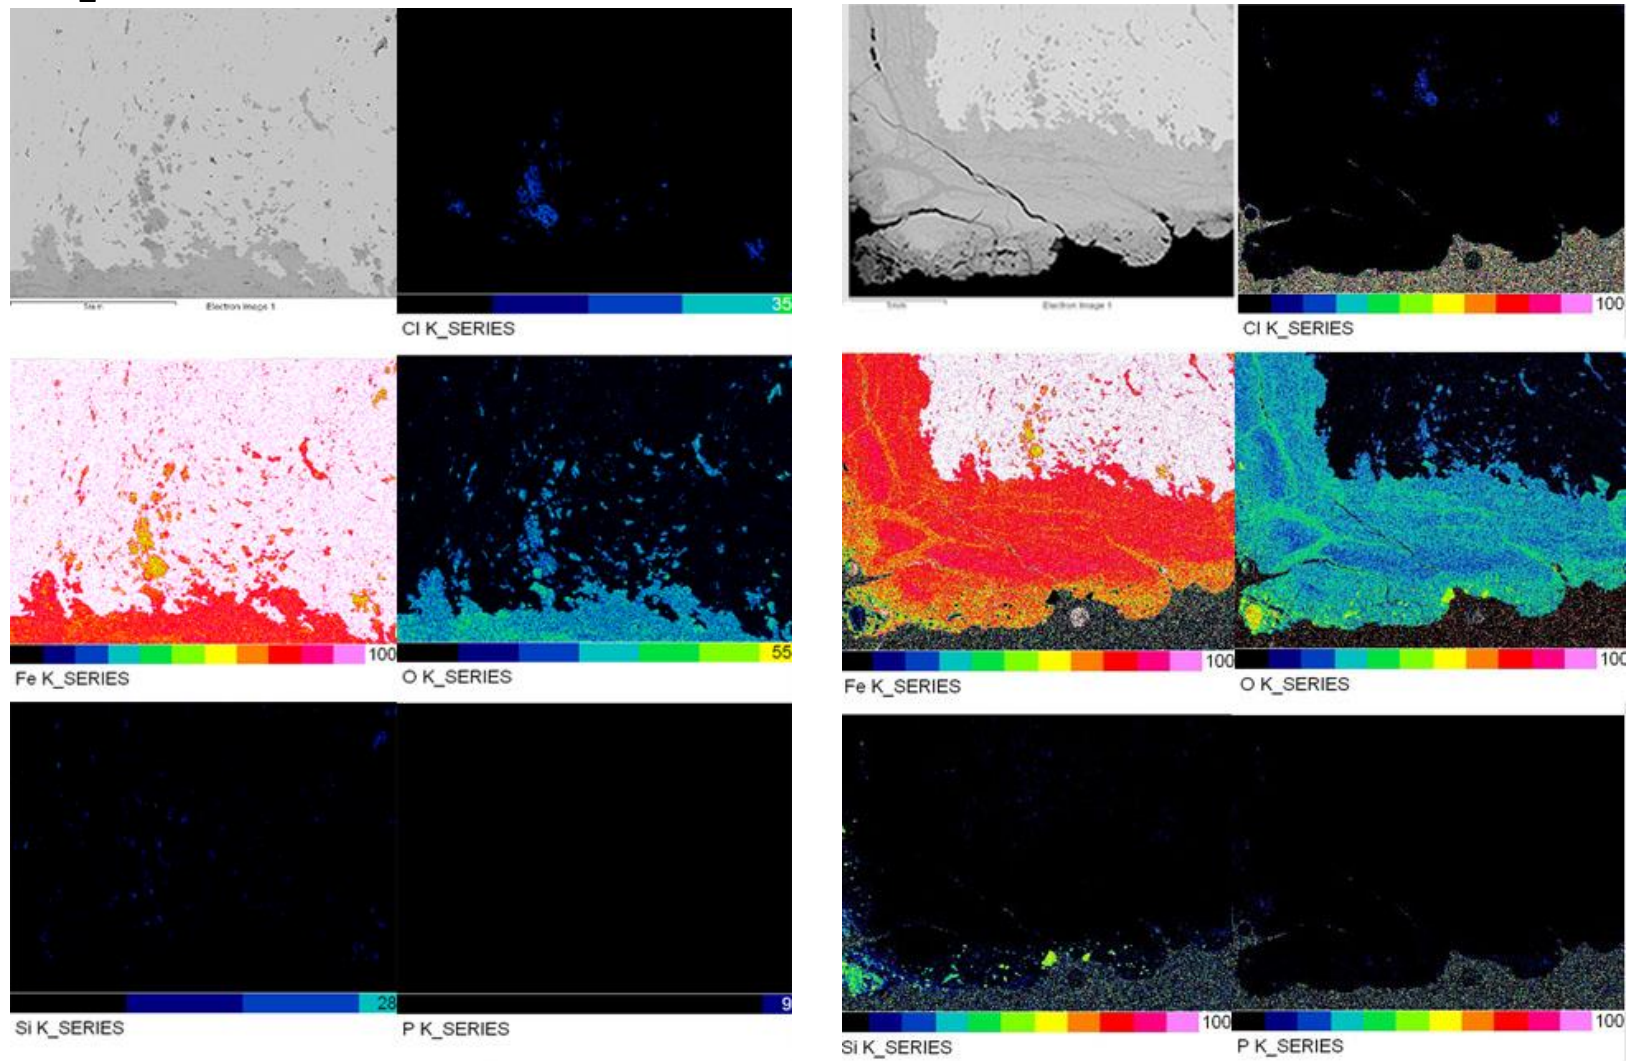 Electron Image 1
35
Cl K_SERIES
100
55
Fe K_SERIES
O K_SERIES
28
9
Si K_SERIES
P K_SERIES
Electron Image 1
100
Cl K_SERIES
100
100
Fe K_SERIES
O K_SERIES
100
100
Si K_SERIES
P K_SERIES